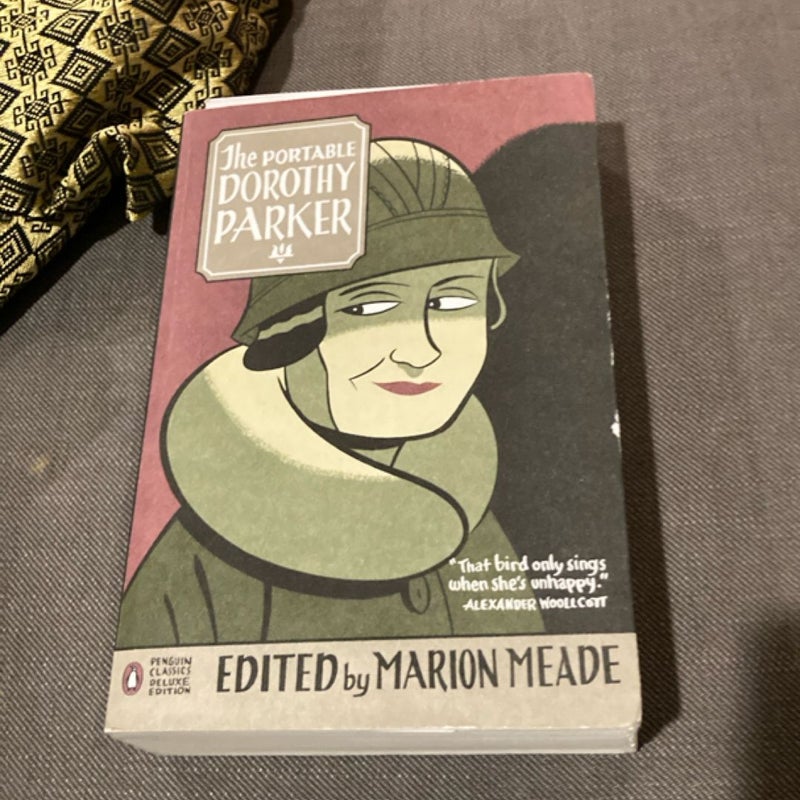 The PORTABLE
DOROTHY
PARKER
"That bird only sings
when she's unhappy."
ALEXANDER WOOLLCOTT
PENGUIN
CLASSICS
DELUXE
EDITION
EDITED by MARION MEADE